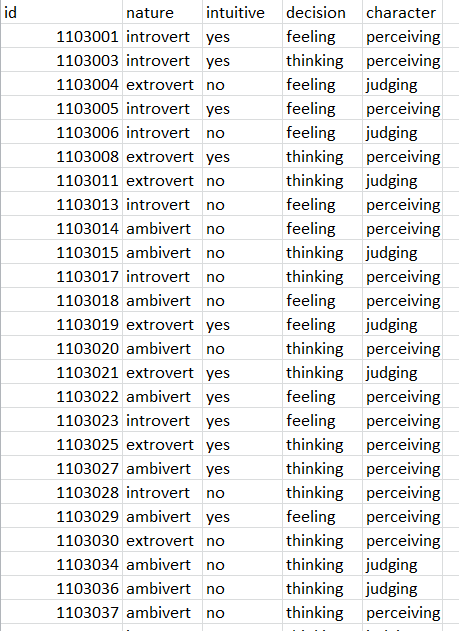 id nature intuitive decision character
1103001 introvert yes feeling perceiving
1103003 introvert yes thinking perceiving
1103004 extrovert no feeling judging
1103005 introvert yes feeling perceiving
1103006 introvert no feeling judging
1103008 extrovert yes thinking perceiving
1103011 extrovert no thinking judging
1103013 introvert no feeling perceiving
1103014 ambivert no feeling perceiving
1103015 ambivert no thinking judging
1103017 introvert no thinking perceiving
1103018 ambivert no feeling perceiving
1103019 extrovert yes feeling judging
1103020 ambivert no thinking perceiving
1103021 extrovert yes thinking judging
1103022 ambivert yes feeling perceiving
1103023 introvert yes feeling perceiving
1103025 extrovert yes thinking perceiving
1103027 ambivert yes thinking perceiving
1103028 introvert no thinking perceiving
1103029 ambivert yes feeling perceiving
1103030 extrovert no thinking perceiving
1103034 ambivert no thinking judging
1103036 ambivert no thinking judging
1103037 ambivert no thinking perceiving